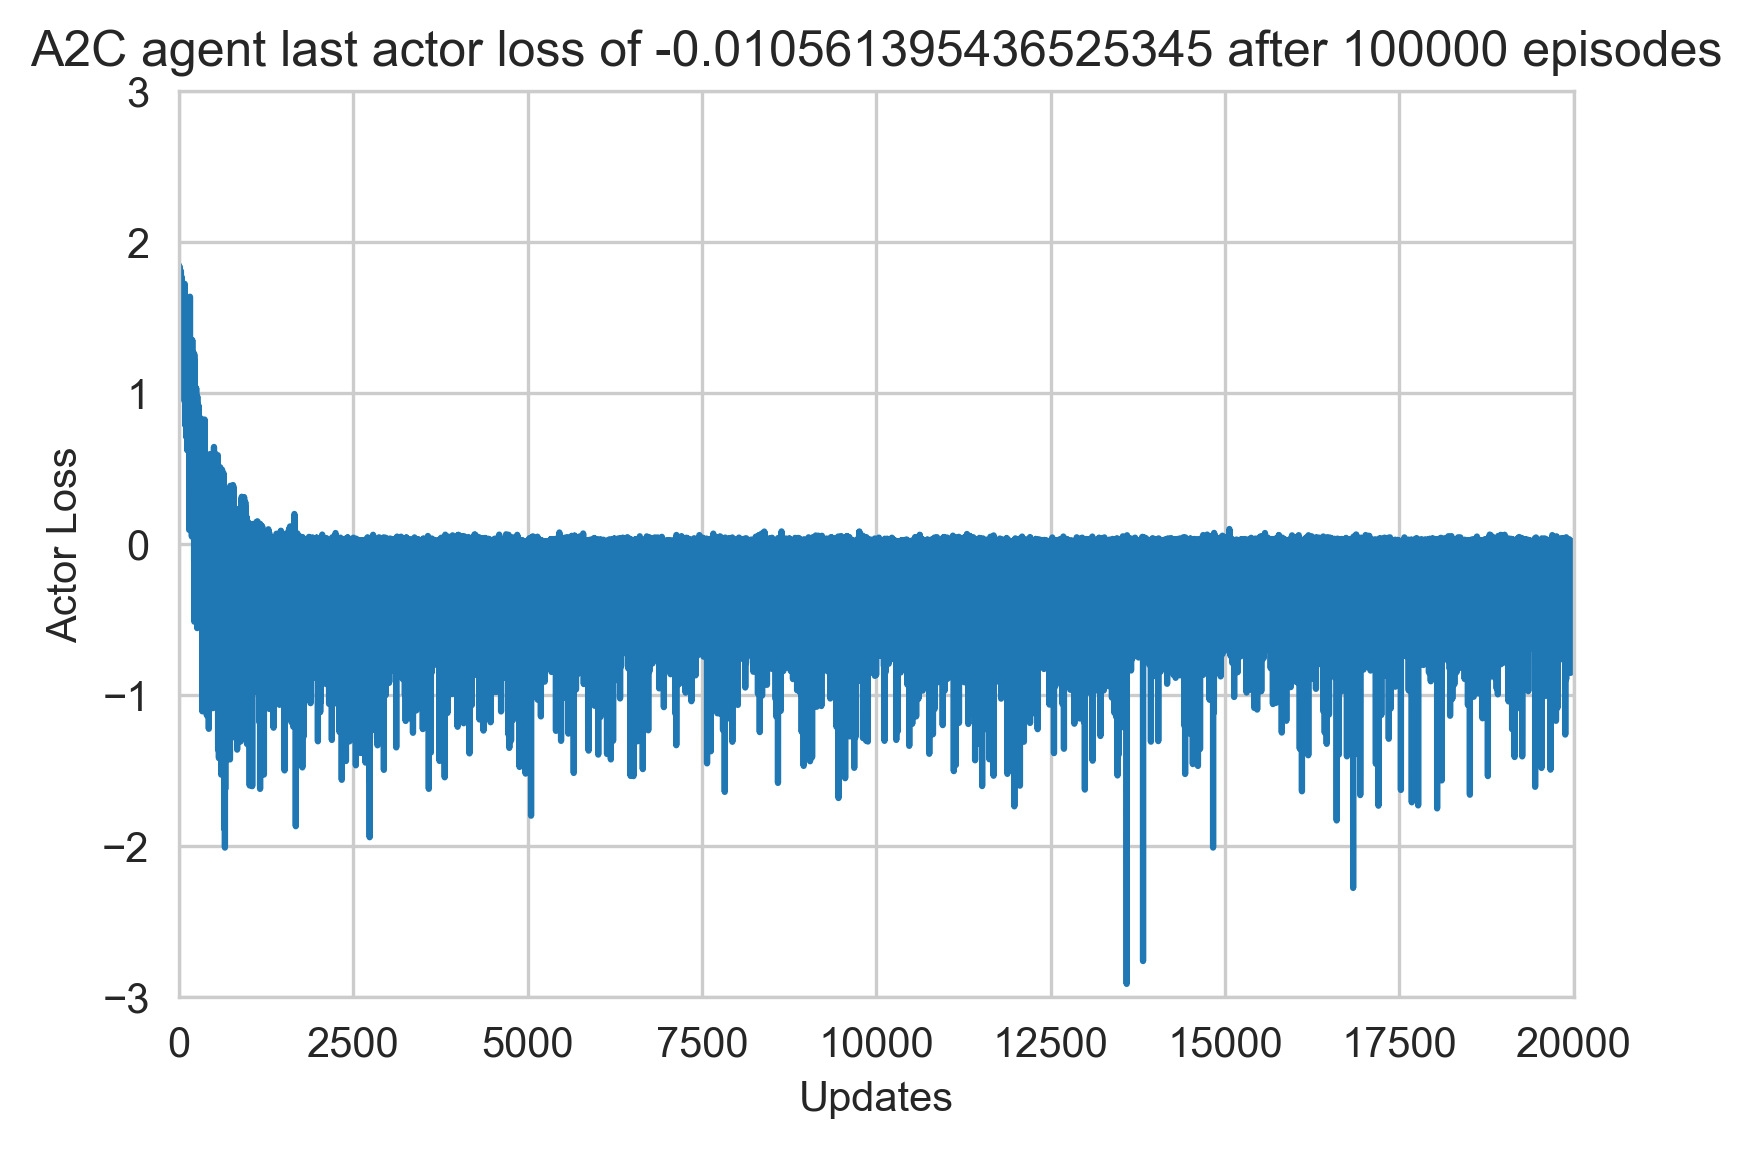 A2C agent last actor loss of -0.010561395436525345 after 100000 episodes
3
2
1
0
−1
−2
−3
Actor Loss
0 2500 5000 7500 10000 12500 15000 17500 20000
Updates